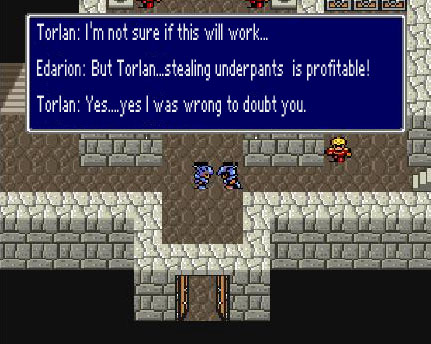 Torlan: I'm not sure if this will work...
Edarion: But Torlan...stealing underpants is profitable!
Torlan: Yes....yes I was wrong to doubt you.